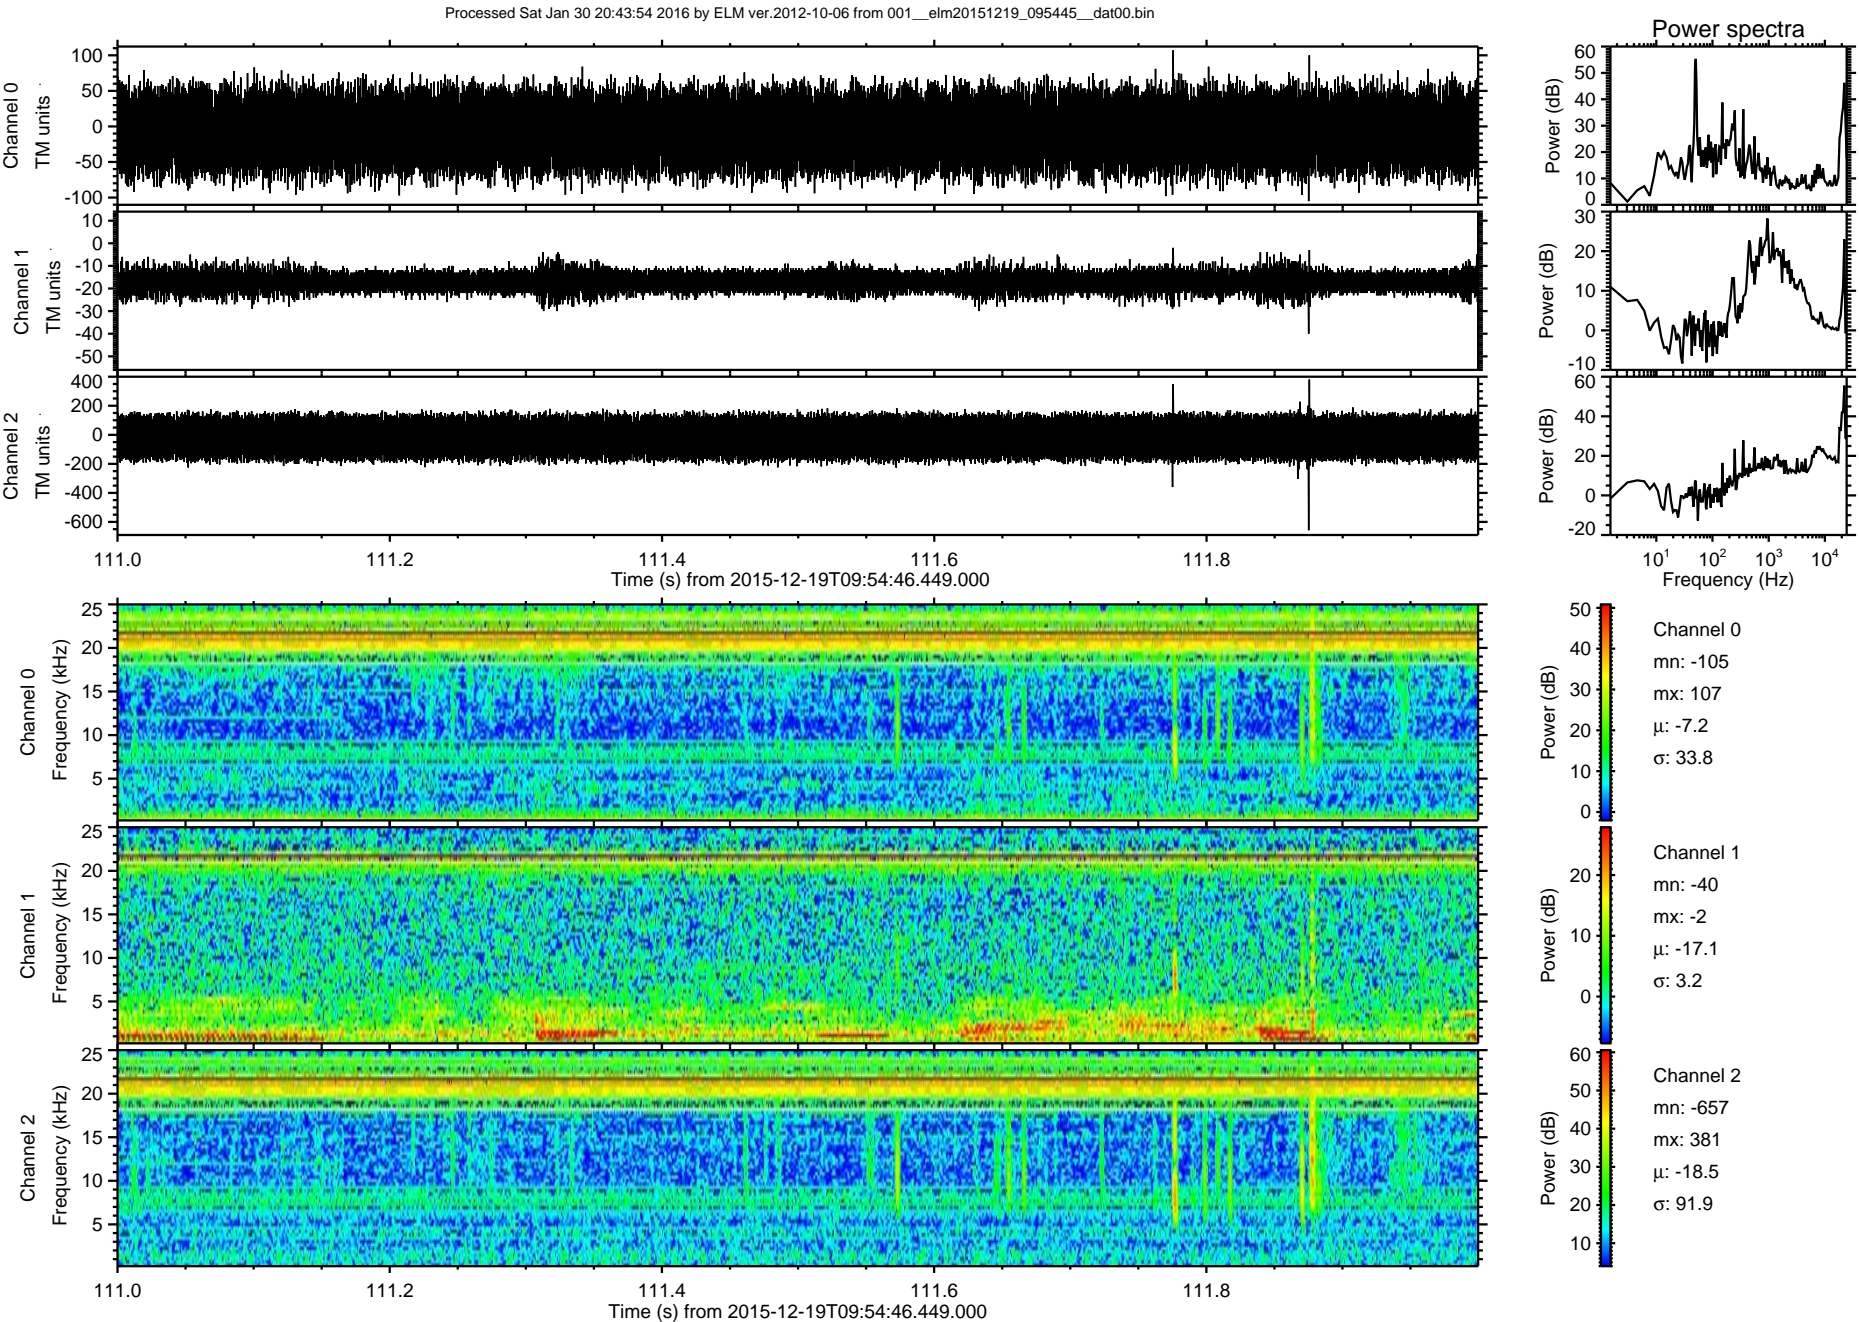 Processed Sat Jan 30 20:43:54 2016 by ELM ver.2012-10-06 from 001__elm20151219_095445__dat00.bin
Power spectra
Channel 0
TM units
100
50
0
-50
-100
Power (dB)
60
50
40
30
20
10
0
Channel 1
TM units
10
0
-10
-20
-30
-40
-50
Power (dB)
30
20
10
0
-10
Channel 2
TM units
400
200
0
-200
-400
-600
Power (dB)
60
40
20
0
-20
111.0 111.2 111.4 111.6 111.8
Time (s) from 2015-12-19T09:54:46.449.000
10¹ 10² 10³ 10⁴
Frequency (Hz)
Channel 0
Frequency (kHz)
25
20
15
10
5
Power (dB)
50
40
30
20
10
0
Channel 0
mn: -105
mx: 107
μ: -7.2
σ: 33.8
Channel 1
Frequency (kHz)
25
20
15
10
5
Power (dB)
20
10
0
Channel 1
mn: -40
mx: -2
μ: -17.1
σ: 3.2
Channel 2
Frequency (kHz)
25
20
15
10
5
Power (dB)
60
50
40
30
20
10
Channel 2
mn: -657
mx: 381
μ: -18.5
σ: 91.9
111.0 111.2 111.4 111.6 111.8
Time (s) from 2015-12-19T09:54:46.449.000